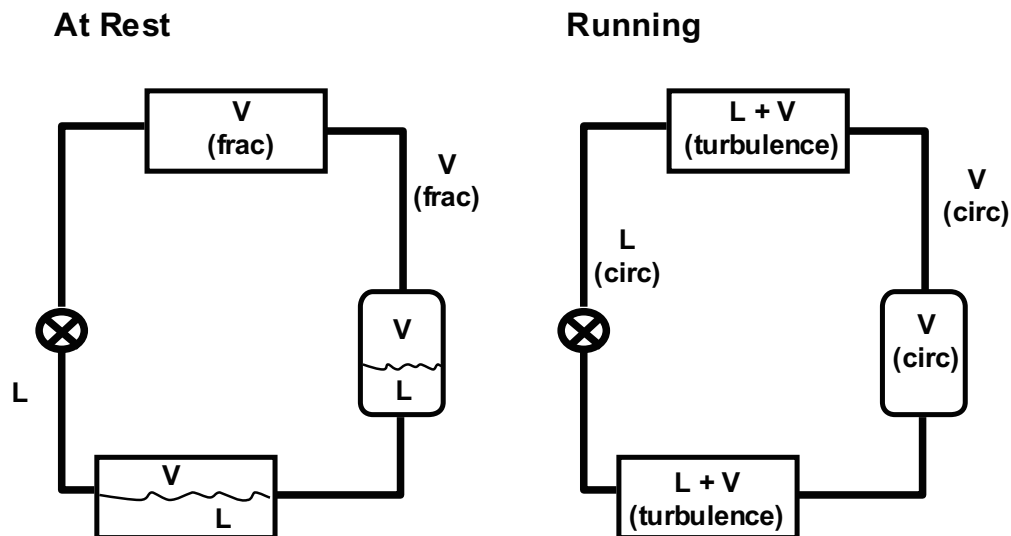 At Rest
V
(frac)
V
(frac)
V
L
L
V
L
Running
L + V
(turbulence)
V
(circ)
L
(circ)
V
(circ)
L + V
(turbulence)